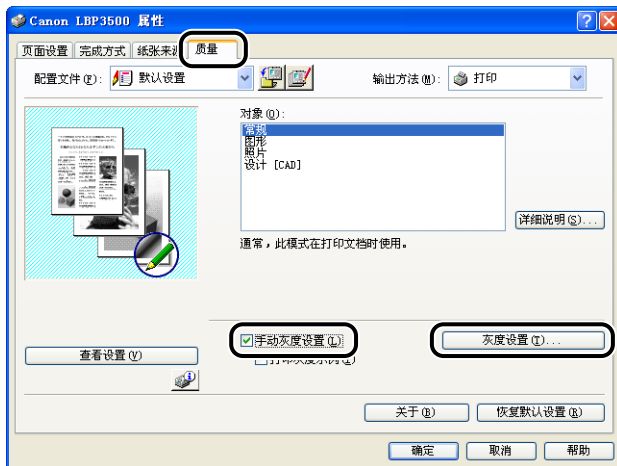 Canon LBP3500 属性
页面设置 完成方式 纸张来 质量
配置文件(F): 默认设置 输出方法(M): 打印
对象(O):
常规
图形
照片
设计 [CAD]
详细说明(S)...
通常，此模式在打印文档时使用。
手动灰度设置(L) 灰度设置(I)...
查看设置(V)
关于(B) 恢复默认设置(R)
确定 取消 帮助